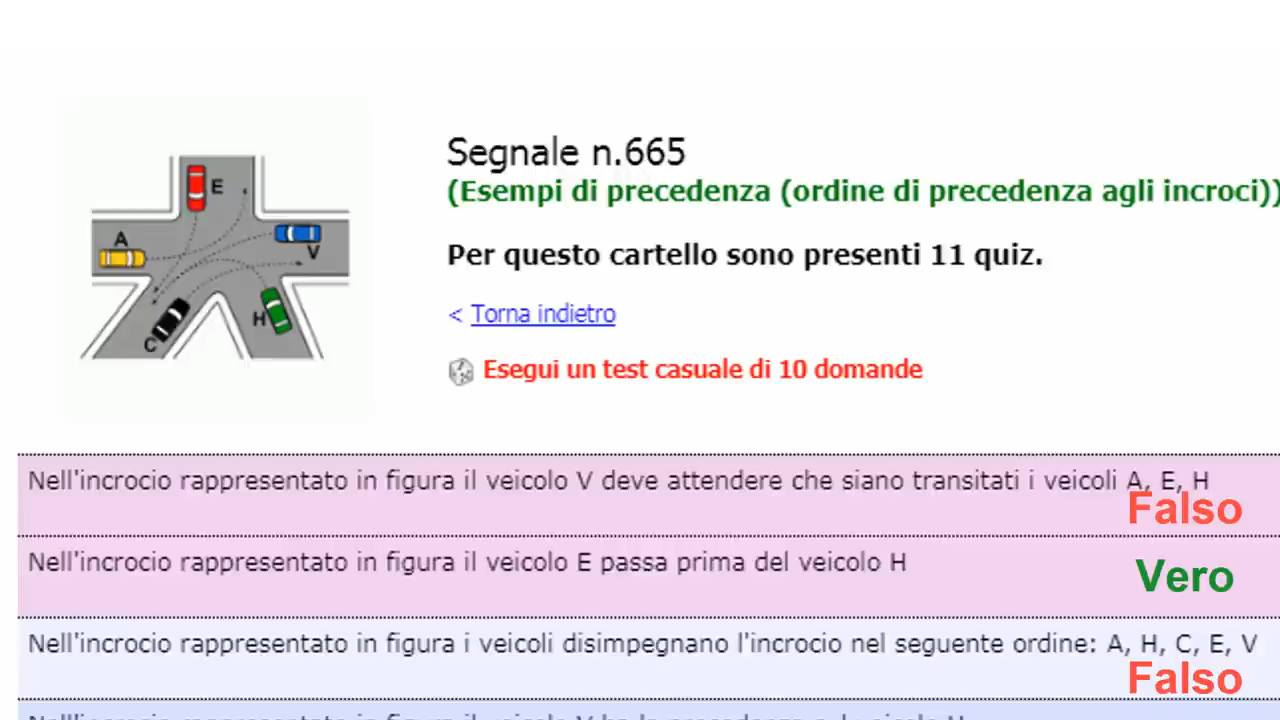 Segnale n.665
(Esempi di precedenza (ordine di precedenza agli incroci))
Per questo cartello sono presenti 11 quiz.
< Torna indietro
Esegui un test casuale di 10 domande
E
A
V
H
C
Nell'incrocio rappresentato in figura il veicolo V deve attendere che siano transitati i veicoli A, E, H
Falso
Nell'incrocio rappresentato in figura il veicolo E passa prima del veicolo H
Vero
Nell'incrocio rappresentato in figura i veicoli disimpegnano l'incrocio nel seguente ordine: A, H, C, E, V
Falso